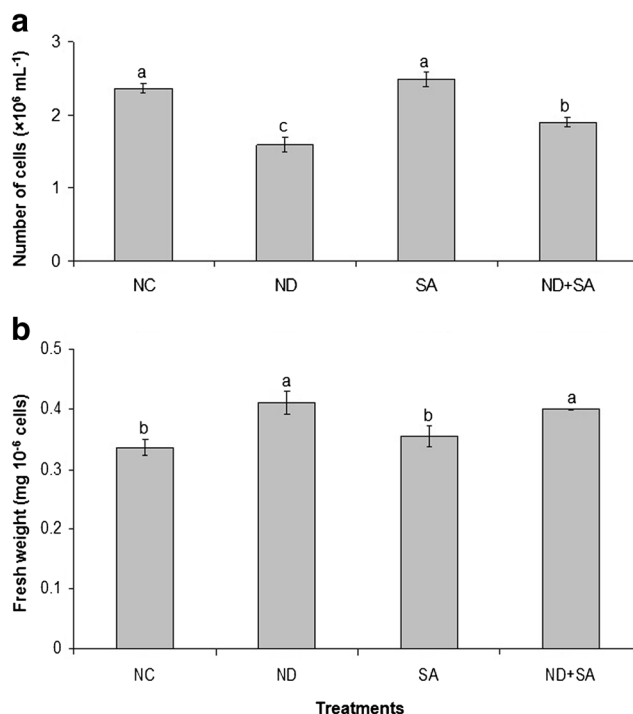 a
Number of cells (×10⁶ mL⁻¹)
3
2
1
0
a
c
a
b
NC ND SA ND+SA
b
Fresh weight (mg 10⁻⁶ cells)
0.5
0.4
0.3
0.2
0.1
0
b
a
b
a
NC ND SA ND+SA
Treatments